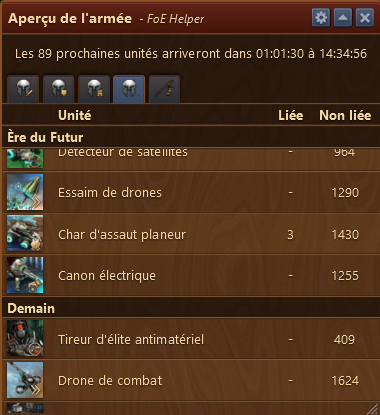 Aperçu de l'armée - FoE Helper
Les 89 prochaines unités arriveront dans 01:01:30 à 14:34:56
Unité Liée Non liée
Ère du Futur
Détecteur de satellites - 964
Essaim de drones - 1290
Char d'assaut planeur 3 1430
Canon électrique - 1255
Demain
Tireur d'élite antimatériel - 409
Drone de combat - 1624